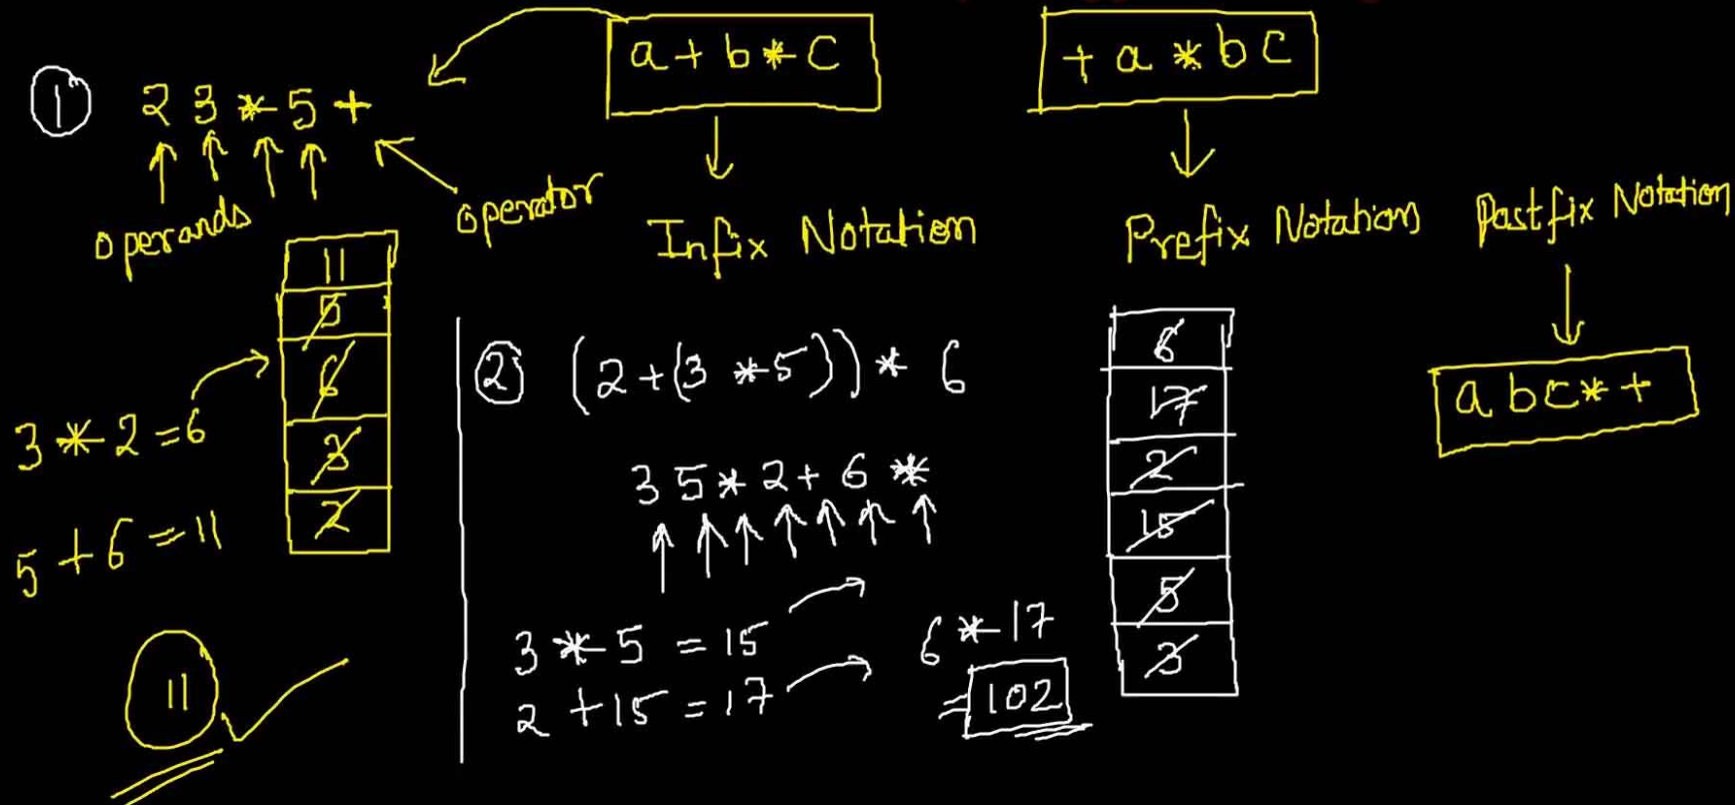 a + b * c
+ a * b c
① 2 3 * 5 +
operands
operator
Infix Notation
Prefix Notation
Postfix Notation
a b c * +
11
5
6
3
2
3 * 2 = 6
5 + 6 = 11
11
② (2 + (3 * 5)) * 6
3 5 * 2 + 6 *
3 * 5 = 15
2 + 15 = 17
6 * 17
= 102
6
17
2
15
5
3